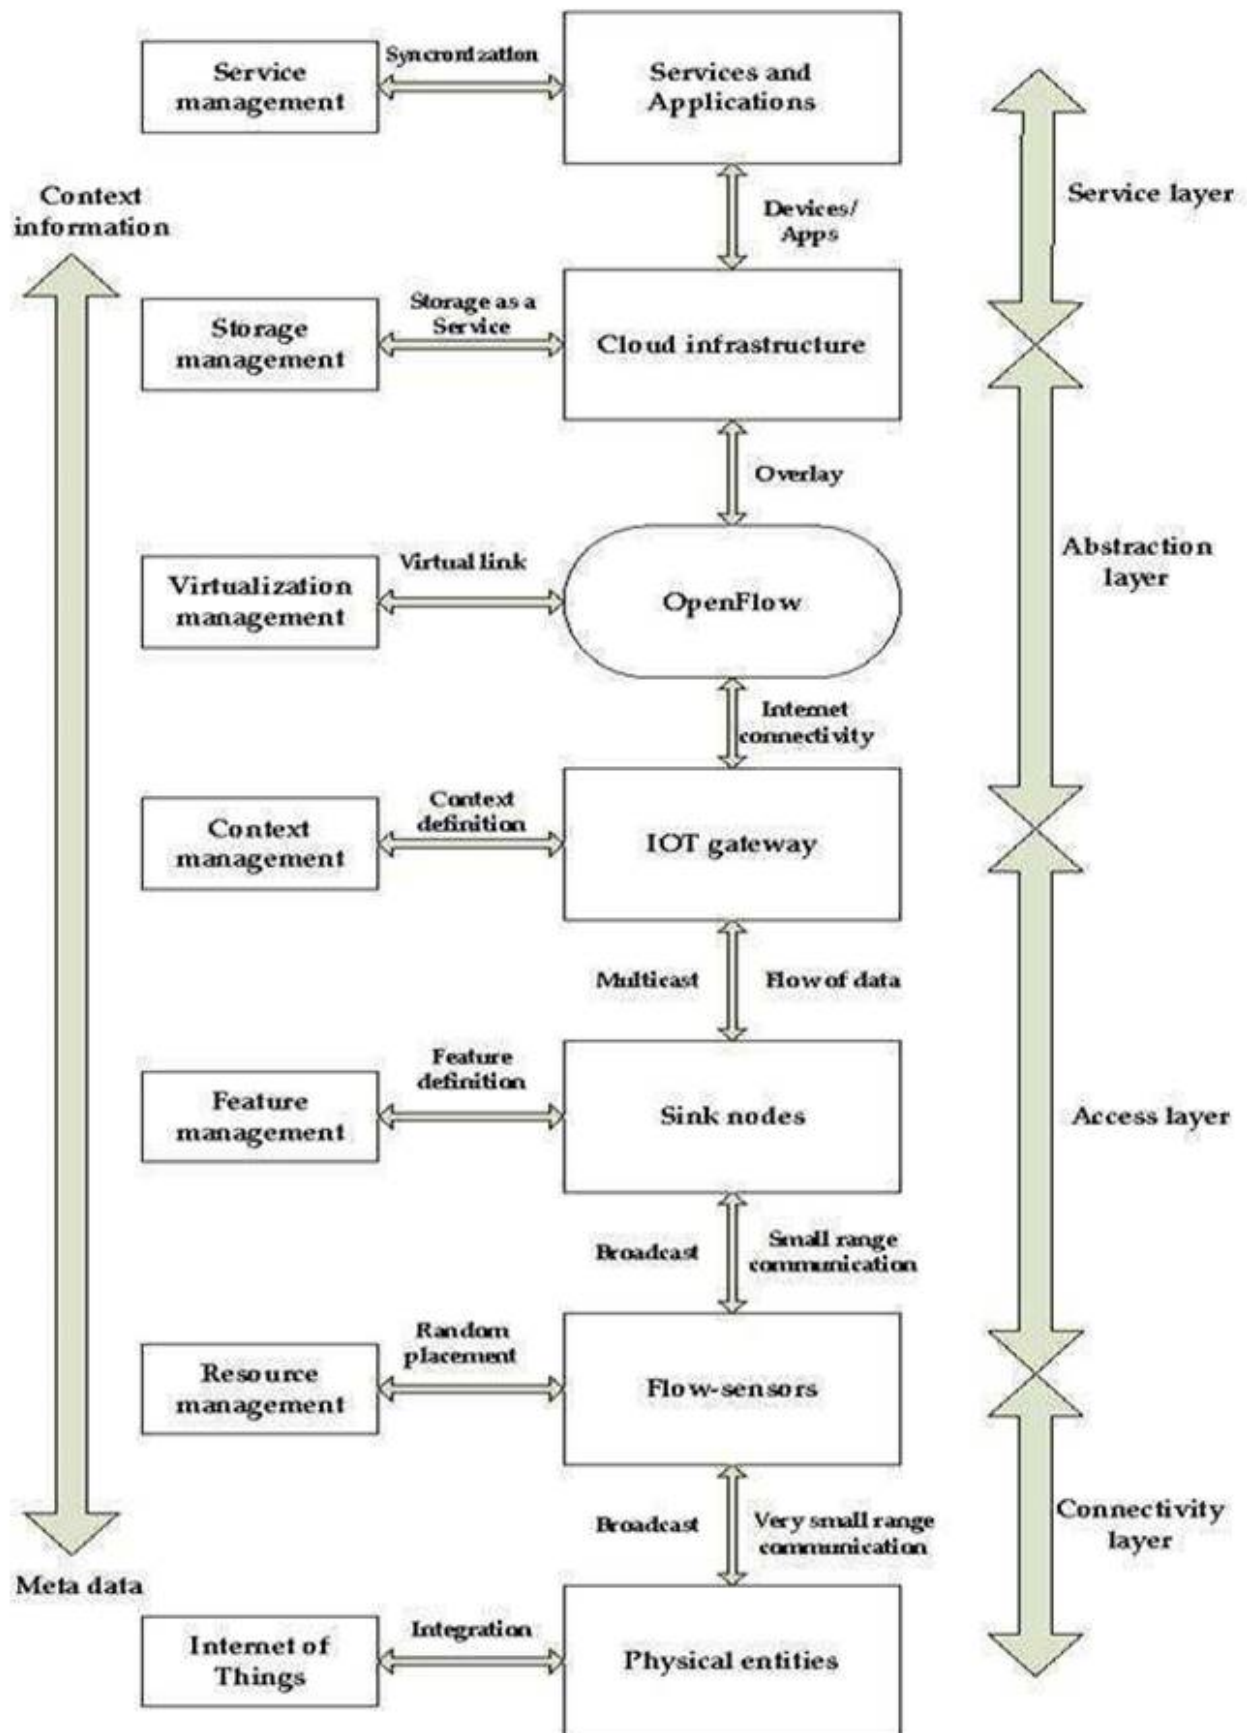 Service
management
Syncronization
Services and
Applications
Context
information
Devices/
Apps
Service layer
Storage
management
Storage as a
Service
Cloud infrastructure
Overlay
Virtualization
management
Virtual link
OpenFlow
Abstraction
layer
Internet
connectivity
Context
management
Context
definition
IOT gateway
Multicast
Flow of data
Feature
management
Feature
definition
Sink nodes
Access layer
Broadcast
Small range
communication
Resource
management
Random
placement
Flow-sensors
Broadcast
Very small range
communication
Connectivity
layer
Meta data
Internet of
Things
Integration
Physical entities